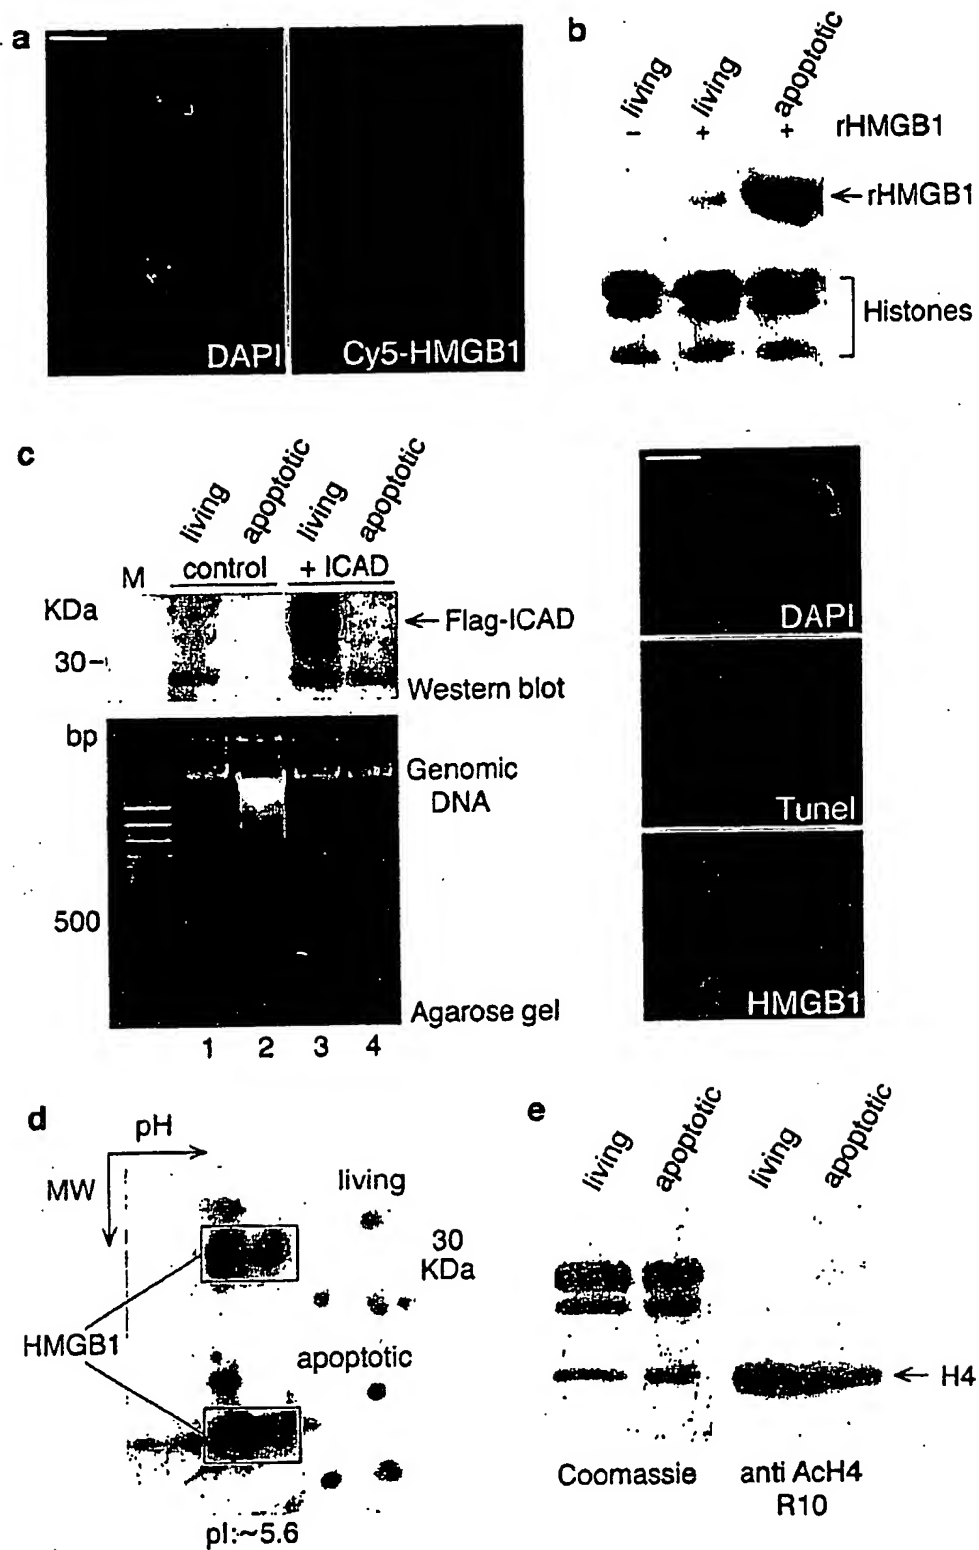 a
DAPI
Cy5-HMGB1
b
living
living
apoptotic
- + + rHMGB1
←rHMGB1
Histones
c
living
apoptotic
living
apoptotic
M control + ICAD
KDa
← Flag-ICAD
30-
Western blot
bp
Genomic
DNA
500
Agarose gel
1 2 3 4
DAPI
Tunel
HMGB1
d
pH
MW
living
30
KDa
HMGB1
apoptotic
pI:~5.6
e
living
apoptotic
living
apoptotic
← H4
Coomassie
anti AcH4
R10